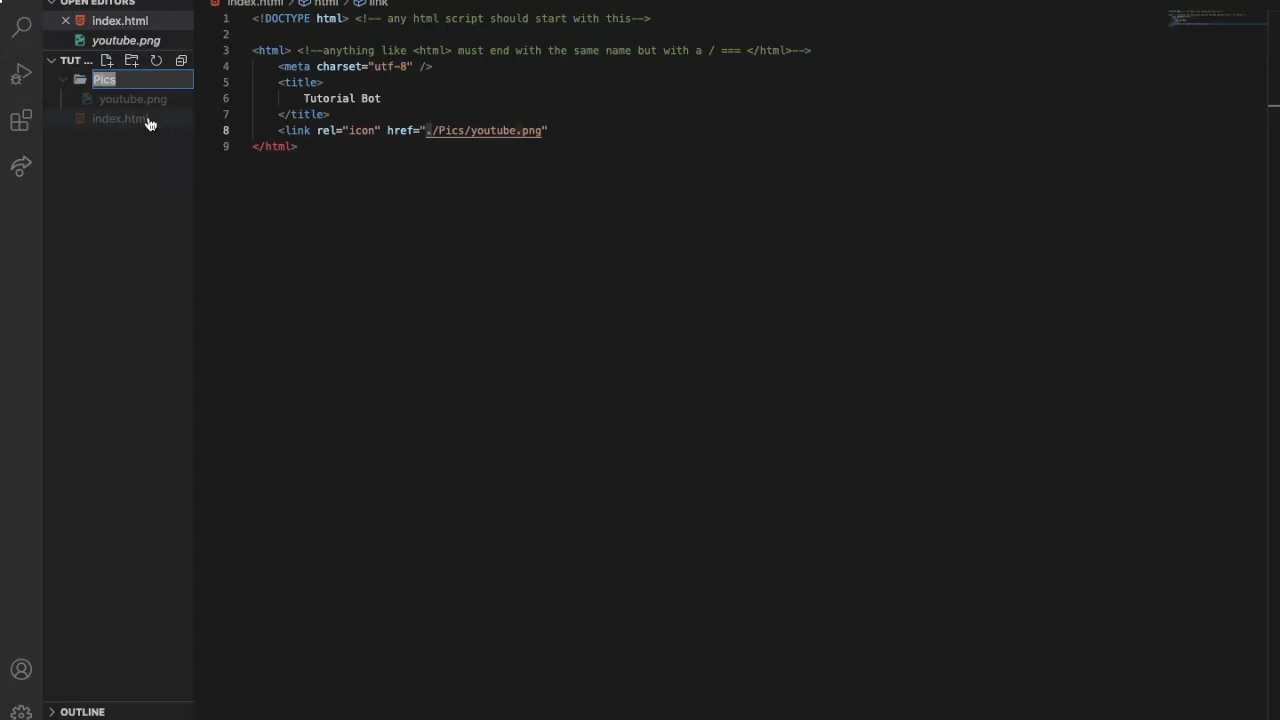 OPEN EDITORS
index.html
youtube.png
TUT ...
Pics
youtube.png
index.html
OUTLINE
index.html > html > link
1 <!DOCTYPE html> <!-- any html script should start with this-->
2
3 <html> <!--anything like <html> must end with the same name but with a / === </html>-->
4 <meta charset="utf-8" />
5 <title>
6 Tutorial Bot
7 </title>
8 <link rel="icon" href="./Pics/youtube.png"
9 </html>